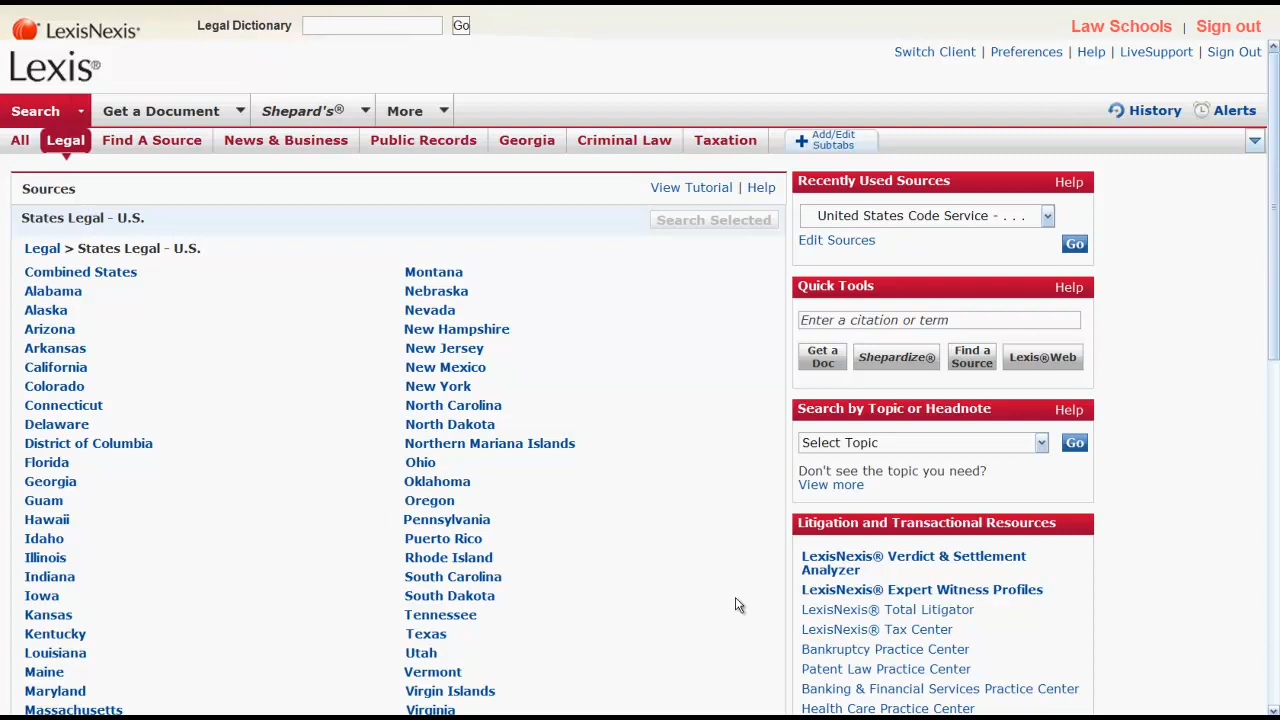 LexisNexis® Legal Dictionary Go Law Schools | Sign out
Lexis® Switch Client | Preferences | Help | LiveSupport | Sign Out
Search Get a Document Shepard's® More History Alerts
All Legal Find A Source News & Business Public Records Georgia Criminal Law Taxation Add/Edit Subtabs
Sources View Tutorial | Help
States Legal - U.S. Search Selected
Legal > States Legal - U.S.
Combined States
Alabama
Alaska
Arizona
Arkansas
California
Colorado
Connecticut
Delaware
District of Columbia
Florida
Georgia
Guam
Hawaii
Idaho
Illinois
Indiana
Iowa
Kansas
Kentucky
Louisiana
Maine
Maryland
Massachusetts
Montana
Nebraska
Nevada
New Hampshire
New Jersey
New Mexico
New York
North Carolina
North Dakota
Northern Mariana Islands
Ohio
Oklahoma
Oregon
Pennsylvania
Puerto Rico
Rhode Island
South Carolina
South Dakota
Tennessee
Texas
Utah
Vermont
Virgin Islands
Virginia
Recently Used Sources Help
United States Code Service - . . .
Edit Sources Go
Quick Tools Help
Enter a citation or term
Get a Doc Shepardize® Find a Source Lexis®Web
Search by Topic or Headnote Help
Select Topic Go
Don't see the topic you need?
View more
Litigation and Transactional Resources
LexisNexis® Verdict & Settlement
Analyzer
LexisNexis® Expert Witness Profiles
LexisNexis® Total Litigator
LexisNexis® Tax Center
Bankruptcy Practice Center
Patent Law Practice Center
Banking & Financial Services Practice Center
Health Care Practice Center